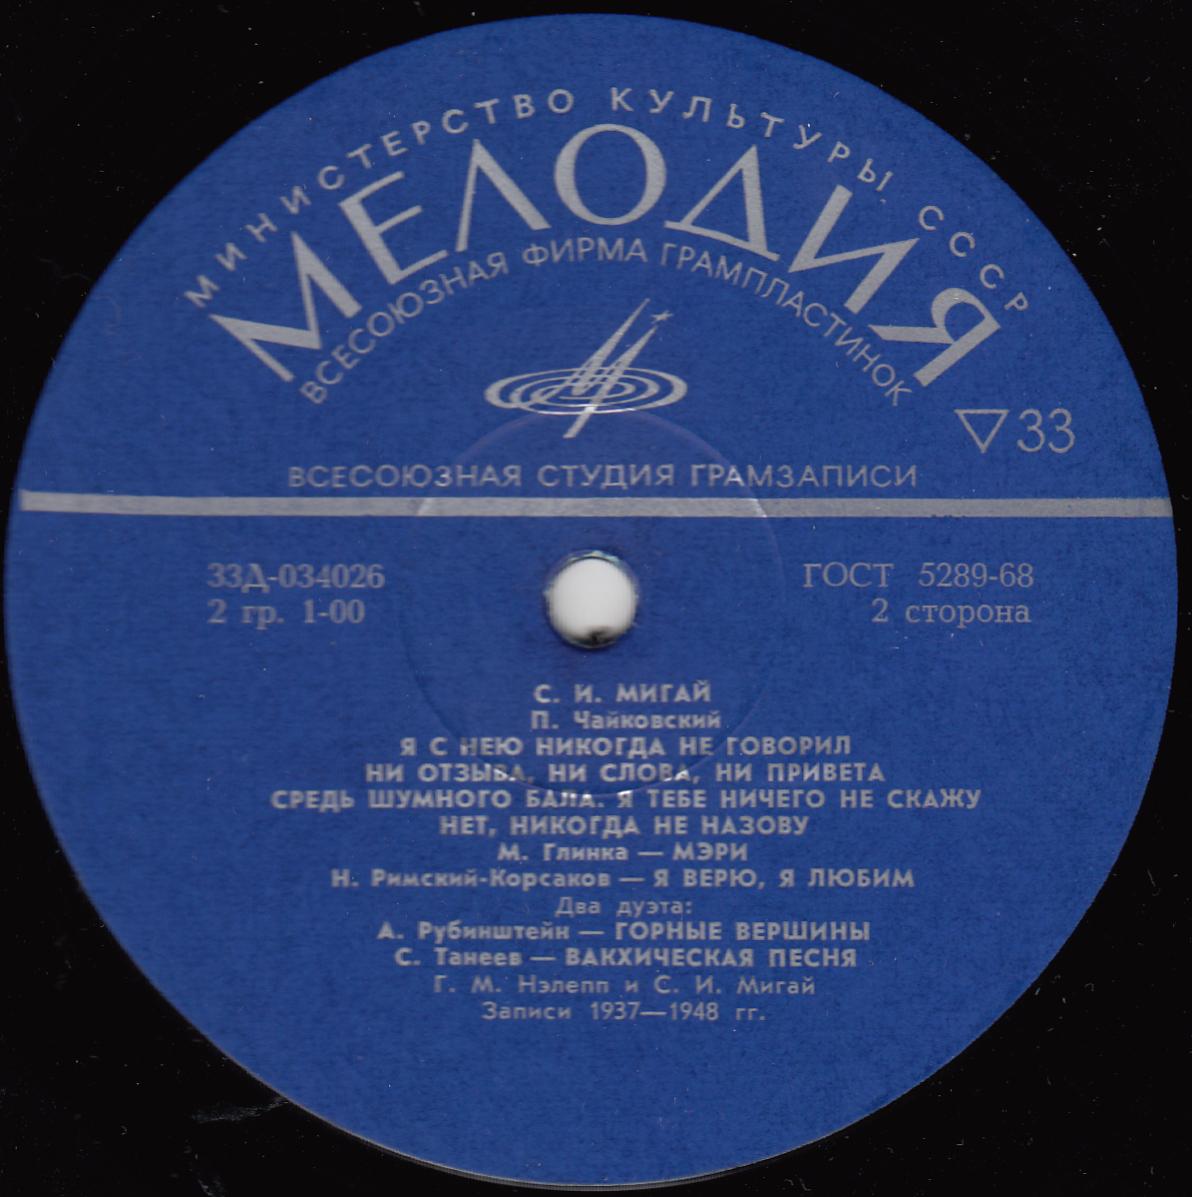 МИНИСТЕРСТВО КУЛЬТУРЫ СССР
МЕЛОДИЯ
ВСЕСОЮЗНАЯ ФИРМА ГРАМПЛАСТИНОК
33
ВСЕСОЮЗНАЯ СТУДИЯ ГРАМЗАПИСИ
33Д-034026
ГОСТ 5289-68
2 гр. 1-00
2 сторона
С. И. МИГАЙ
П. Чайковский
Я С НЕЮ НИКОГДА НЕ ГОВОРИЛ
НИ ОТЗЫВА, НИ СЛОВА, НИ ПРИВЕТА
СРЕДЬ ШУМНОГО БАЛА. Я ТЕБЕ НИЧЕГО НЕ СКАЖУ
НЕТ, НИКОГДА НЕ НАЗОВУ
М. Глинка — МЭРИ
Н. Римский-Корсаков — Я ВЕРЮ, Я ЛЮБИМ
Два дуэта:
А. Рубинштейн — ГОРНЫЕ ВЕРШИНЫ
С. Танеев — ВАКХИЧЕСКАЯ ПЕСНЯ
Г. М. Нэлепп и С. И. Мигай
Записи 1937—1948 гг.